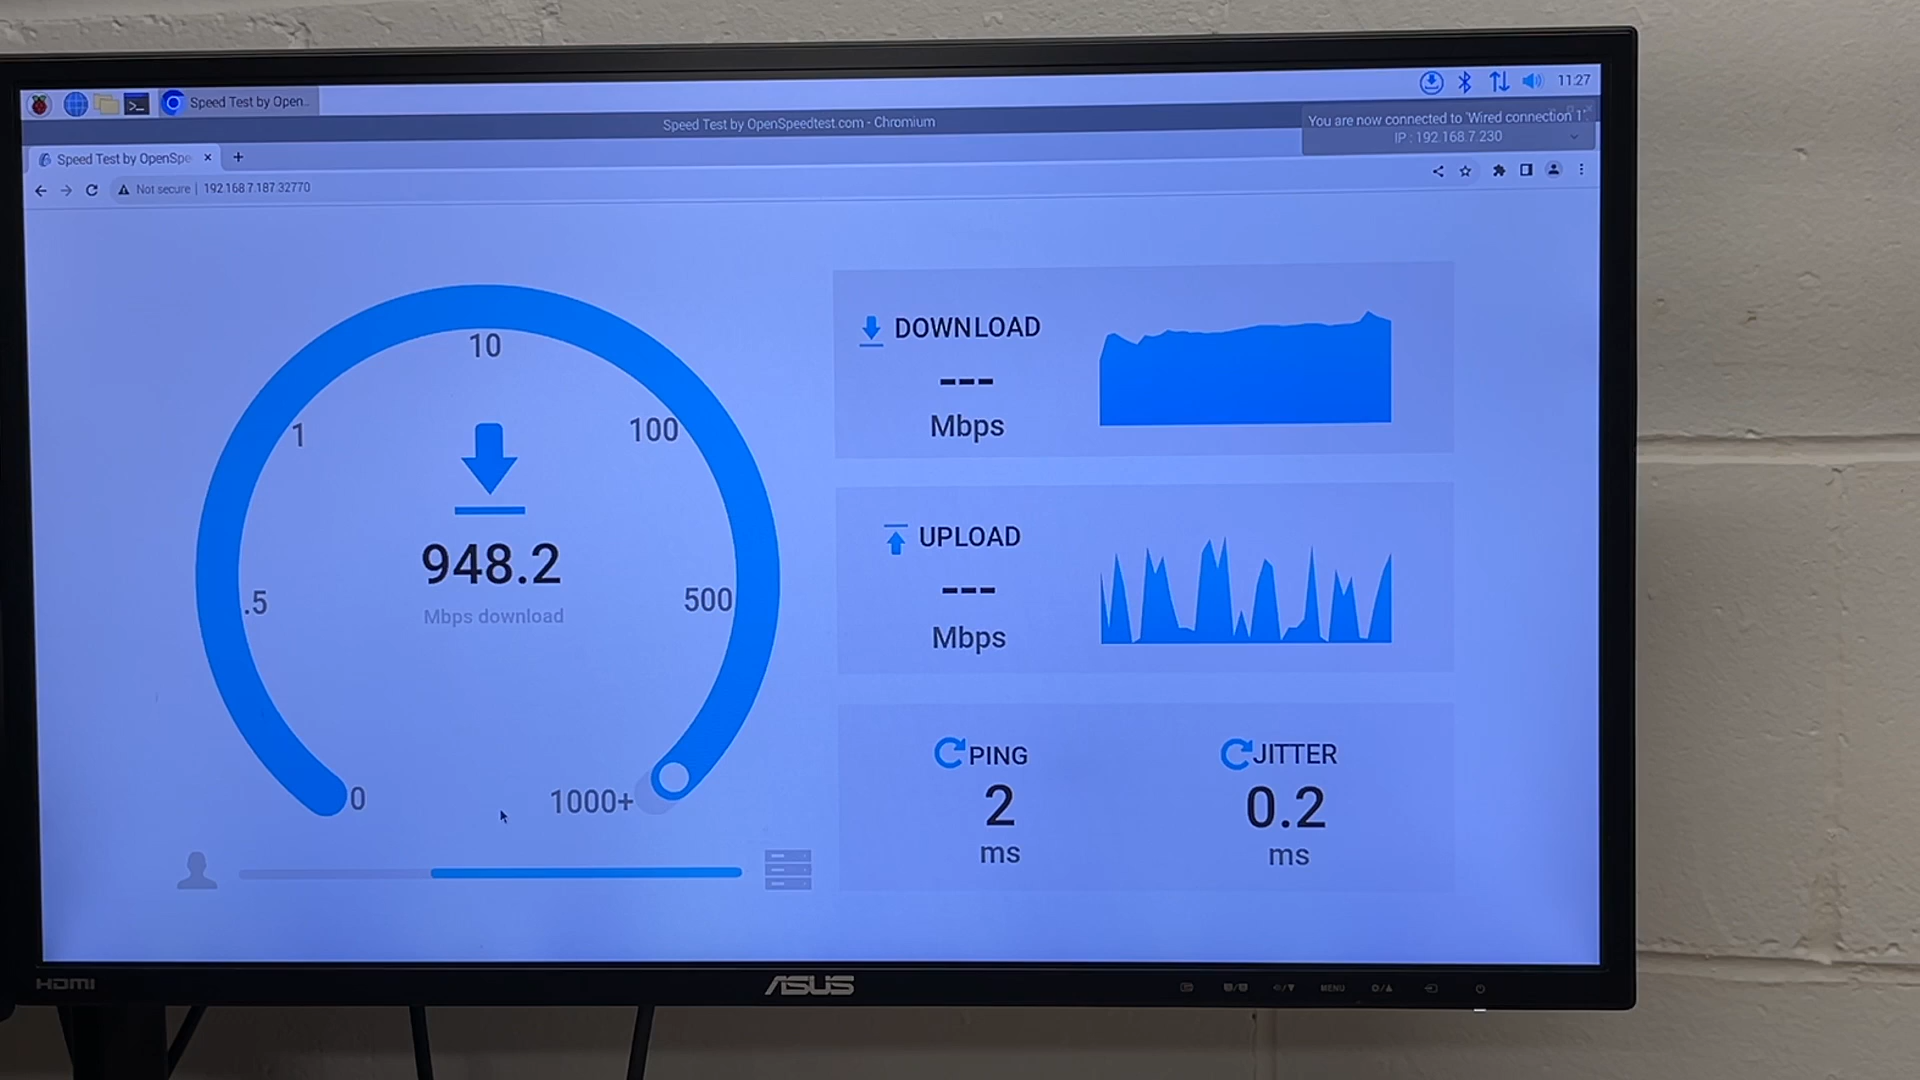 Speed Test by Open...
11:27
Speed Test by OpenSpeedtest.com - Chromium
You are now connected to 'Wired connection 1'.
IP : 192.168.7.230
Speed Test by OpenSpe
Not secure | 192.168.7.187:32770
10
1
100
.5
500
0
1000+
948.2
Mbps download
DOWNLOAD
---
Mbps
UPLOAD
---
Mbps
PING
2
ms
JITTER
0.2
ms
HDMI
ASUS
MENU